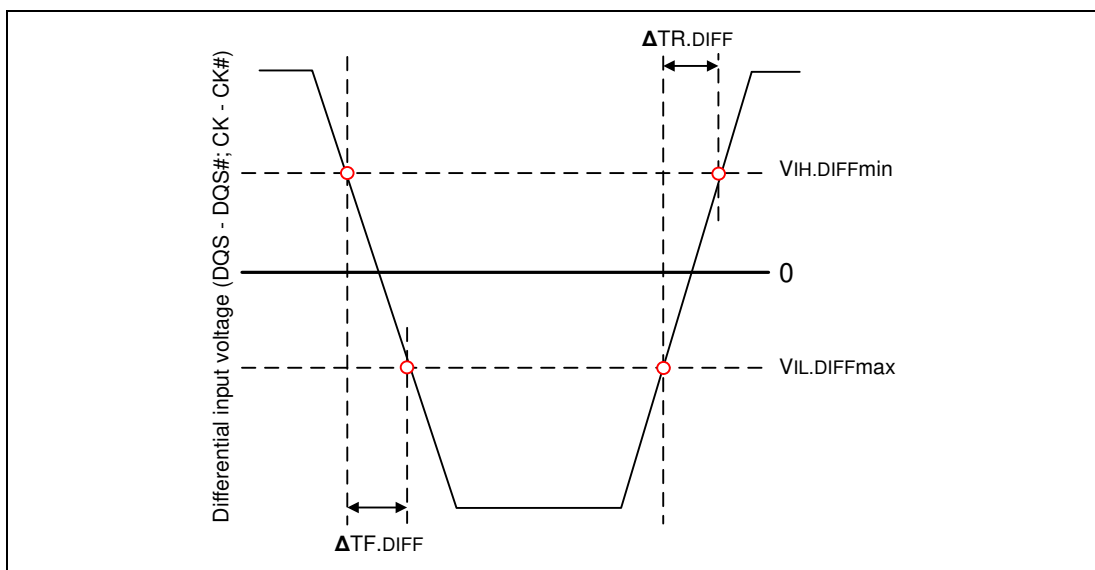 ΔTR.DIFF
Differential input voltage (DQS - DQS#; CK - CK#)
VIH.DIFFmin
0
VIL.DIFFmax
ΔTF.DIFF